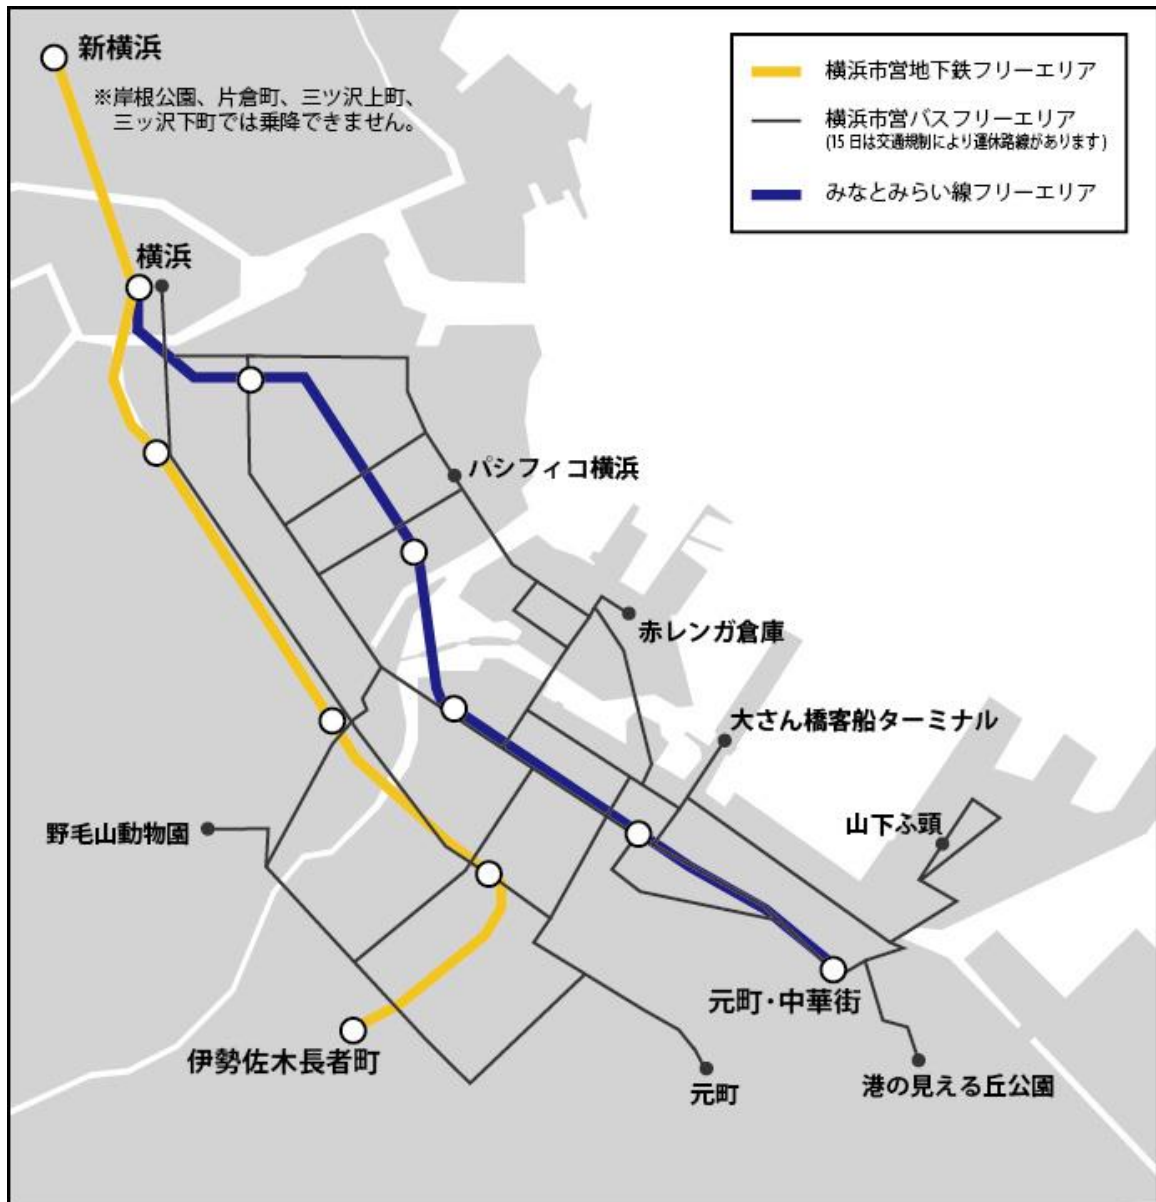 新横浜
※岸根公園、片倉町、三ツ沢上町、
三ッ沢下町では乗降できません。
横浜市営地下鉄フリーエリア
横浜市営バスフリーエリア
(15日は交通規制により運休路線があります)
みなとみらい線フリーエリア
横浜
パシフィコ横浜
赤レンガ倉庫
大さん橋客船ターミナル
山下ふ頭
野毛山動物園
元町・中華街
伊勢佐木長者町
港の見える丘公園
元町